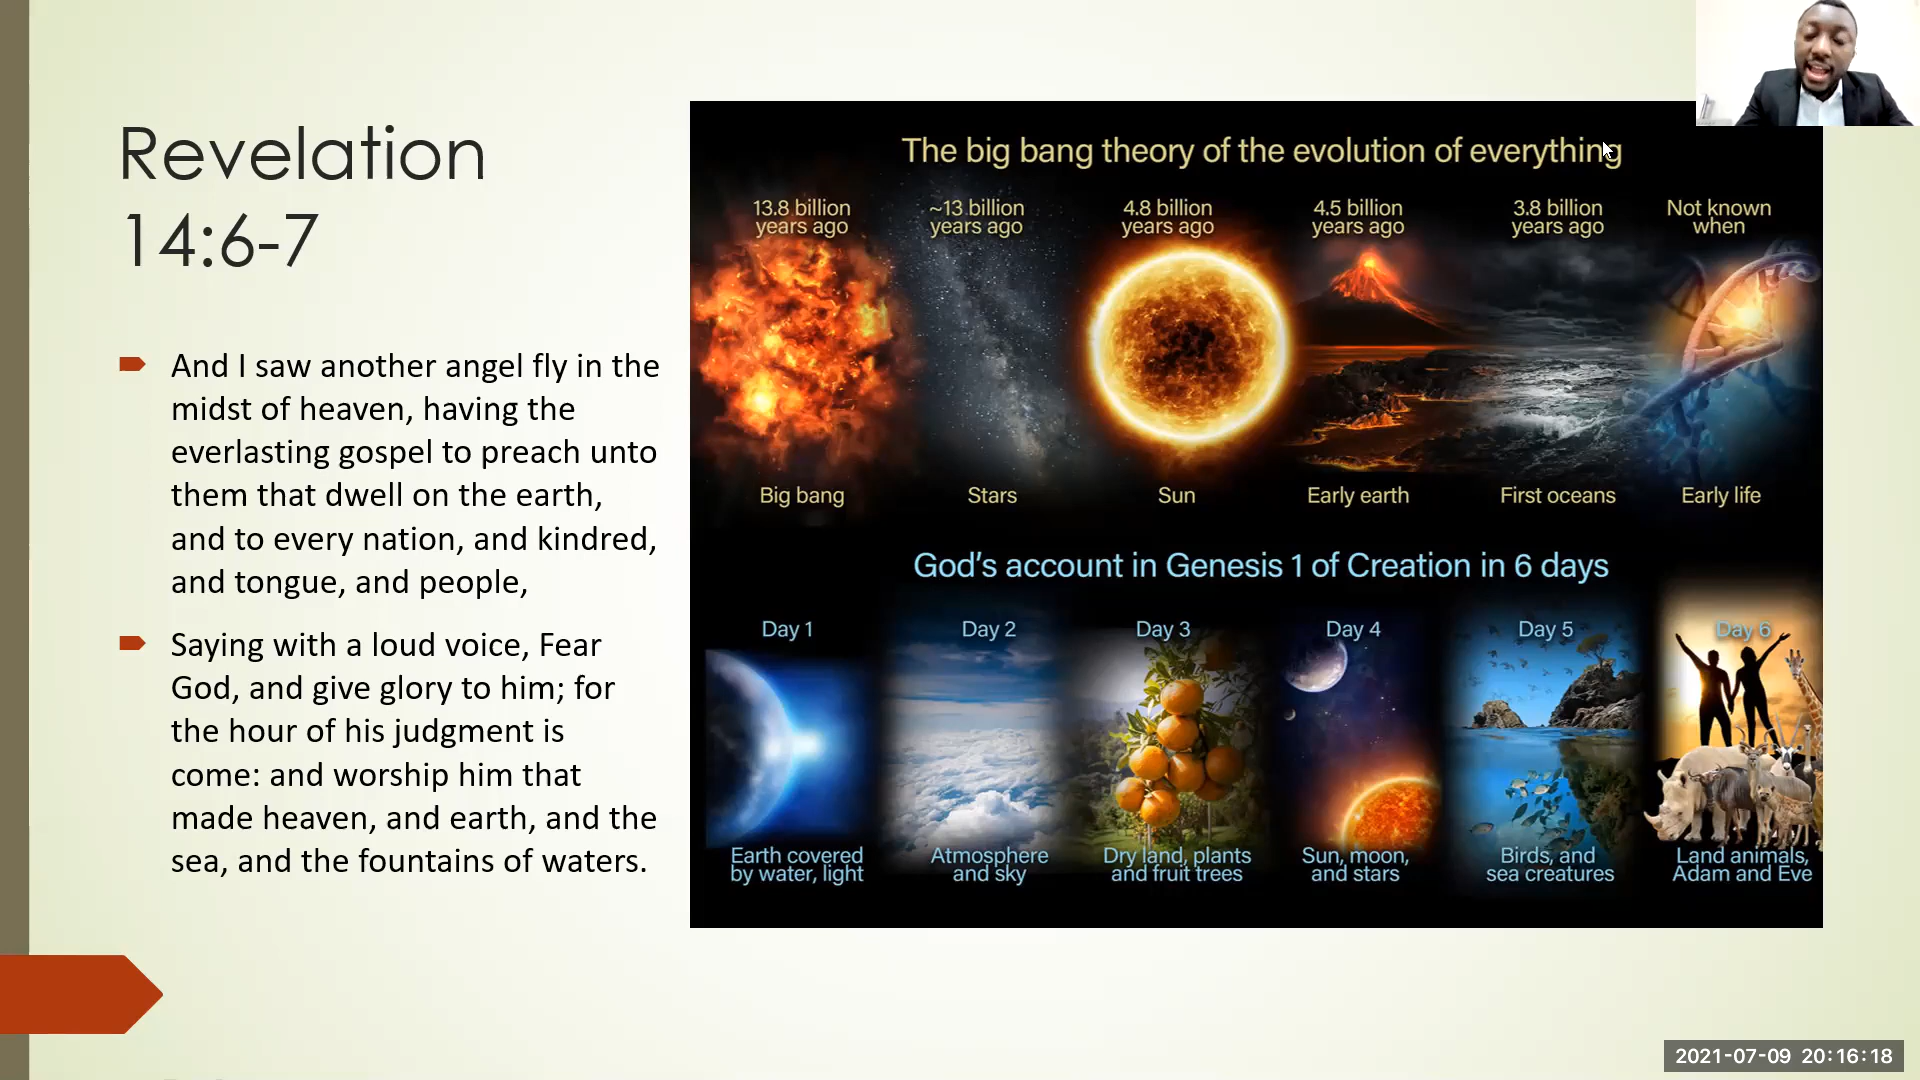 Revelation
14:6-7
And I saw another angel fly in the
midst of heaven, having the
everlasting gospel to preach unto
them that dwell on the earth,
and to every nation, and kindred,
and tongue, and people,
Saying with a loud voice, Fear
God, and give glory to him; for
the hour of his judgment is
come: and worship him that
made heaven, and earth, and the
sea, and the fountains of waters.
The big bang theory of the evolution of everything
13.8 billion
years ago
~13 billion
years ago
4.8 billion
years ago
4.5 billion
years ago
3.8 billion
years ago
Not known
when
Big bang
Stars
Sun
Early earth
First oceans
Early life
God's account in Genesis 1 of Creation in 6 days
Day 1
Day 2
Day 3
Day 4
Day 5
Day 6
Earth covered
by water, light
Atmosphere
and sky
Dry land, plants
and fruit trees
Sun, moon,
and stars
Birds, and
sea creatures
Land animals,
Adam and Eve
2021-07-09 20:16:18